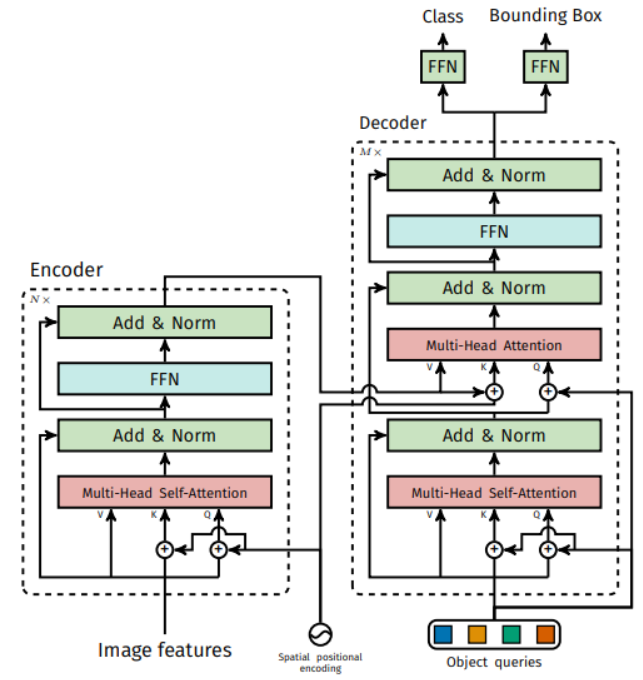 Class
Bounding Box
FFN
FFN
Decoder
M×
Add & Norm
FFN
Add & Norm
Multi-Head Attention
V
K
Q
Add & Norm
Multi-Head Self-Attention
V
K
Q
Object queries
Encoder
N×
Add & Norm
FFN
Add & Norm
Multi-Head Self-Attention
V
K
Q
Image features
Spatial positional
encoding